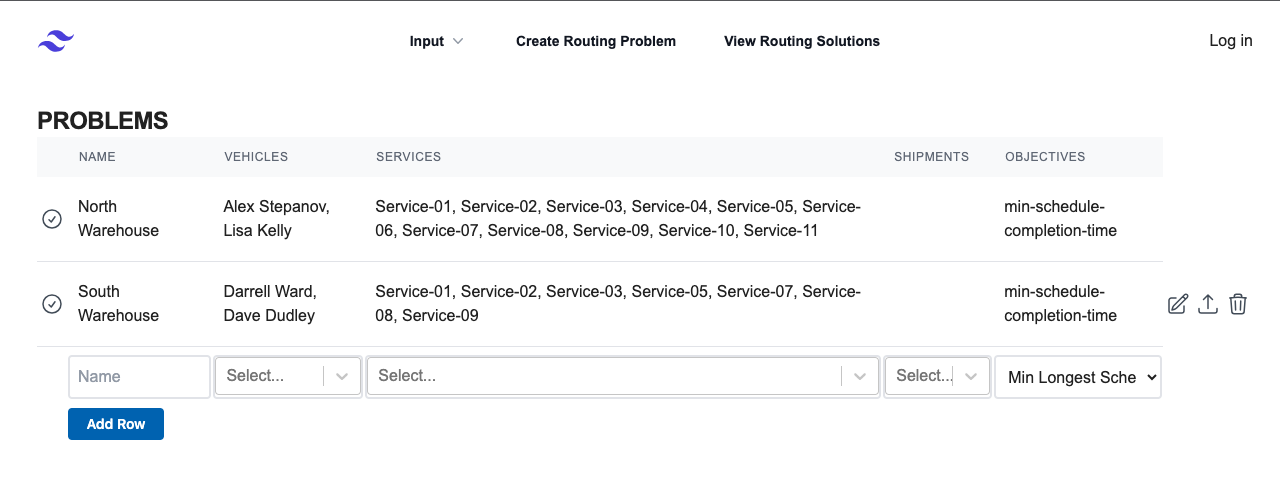 Input Create Routing Problem View Routing Solutions Log in
PROBLEMS
NAME VEHICLES SERVICES SHIPMENTS OBJECTIVES
North Warehouse
Alex Stepanov, Lisa Kelly
Service-01, Service-02, Service-03, Service-04, Service-05, Service-
06, Service-07, Service-08, Service-09, Service-10, Service-11
min-schedule-
completion-time
South Warehouse
Darrell Ward,
Dave Dudley
Service-01, Service-02, Service-03, Service-05, Service-07, Service-
08, Service-09
min-schedule-
completion-time
Name Select... Select... Select... Min Longest Sche
Add Row